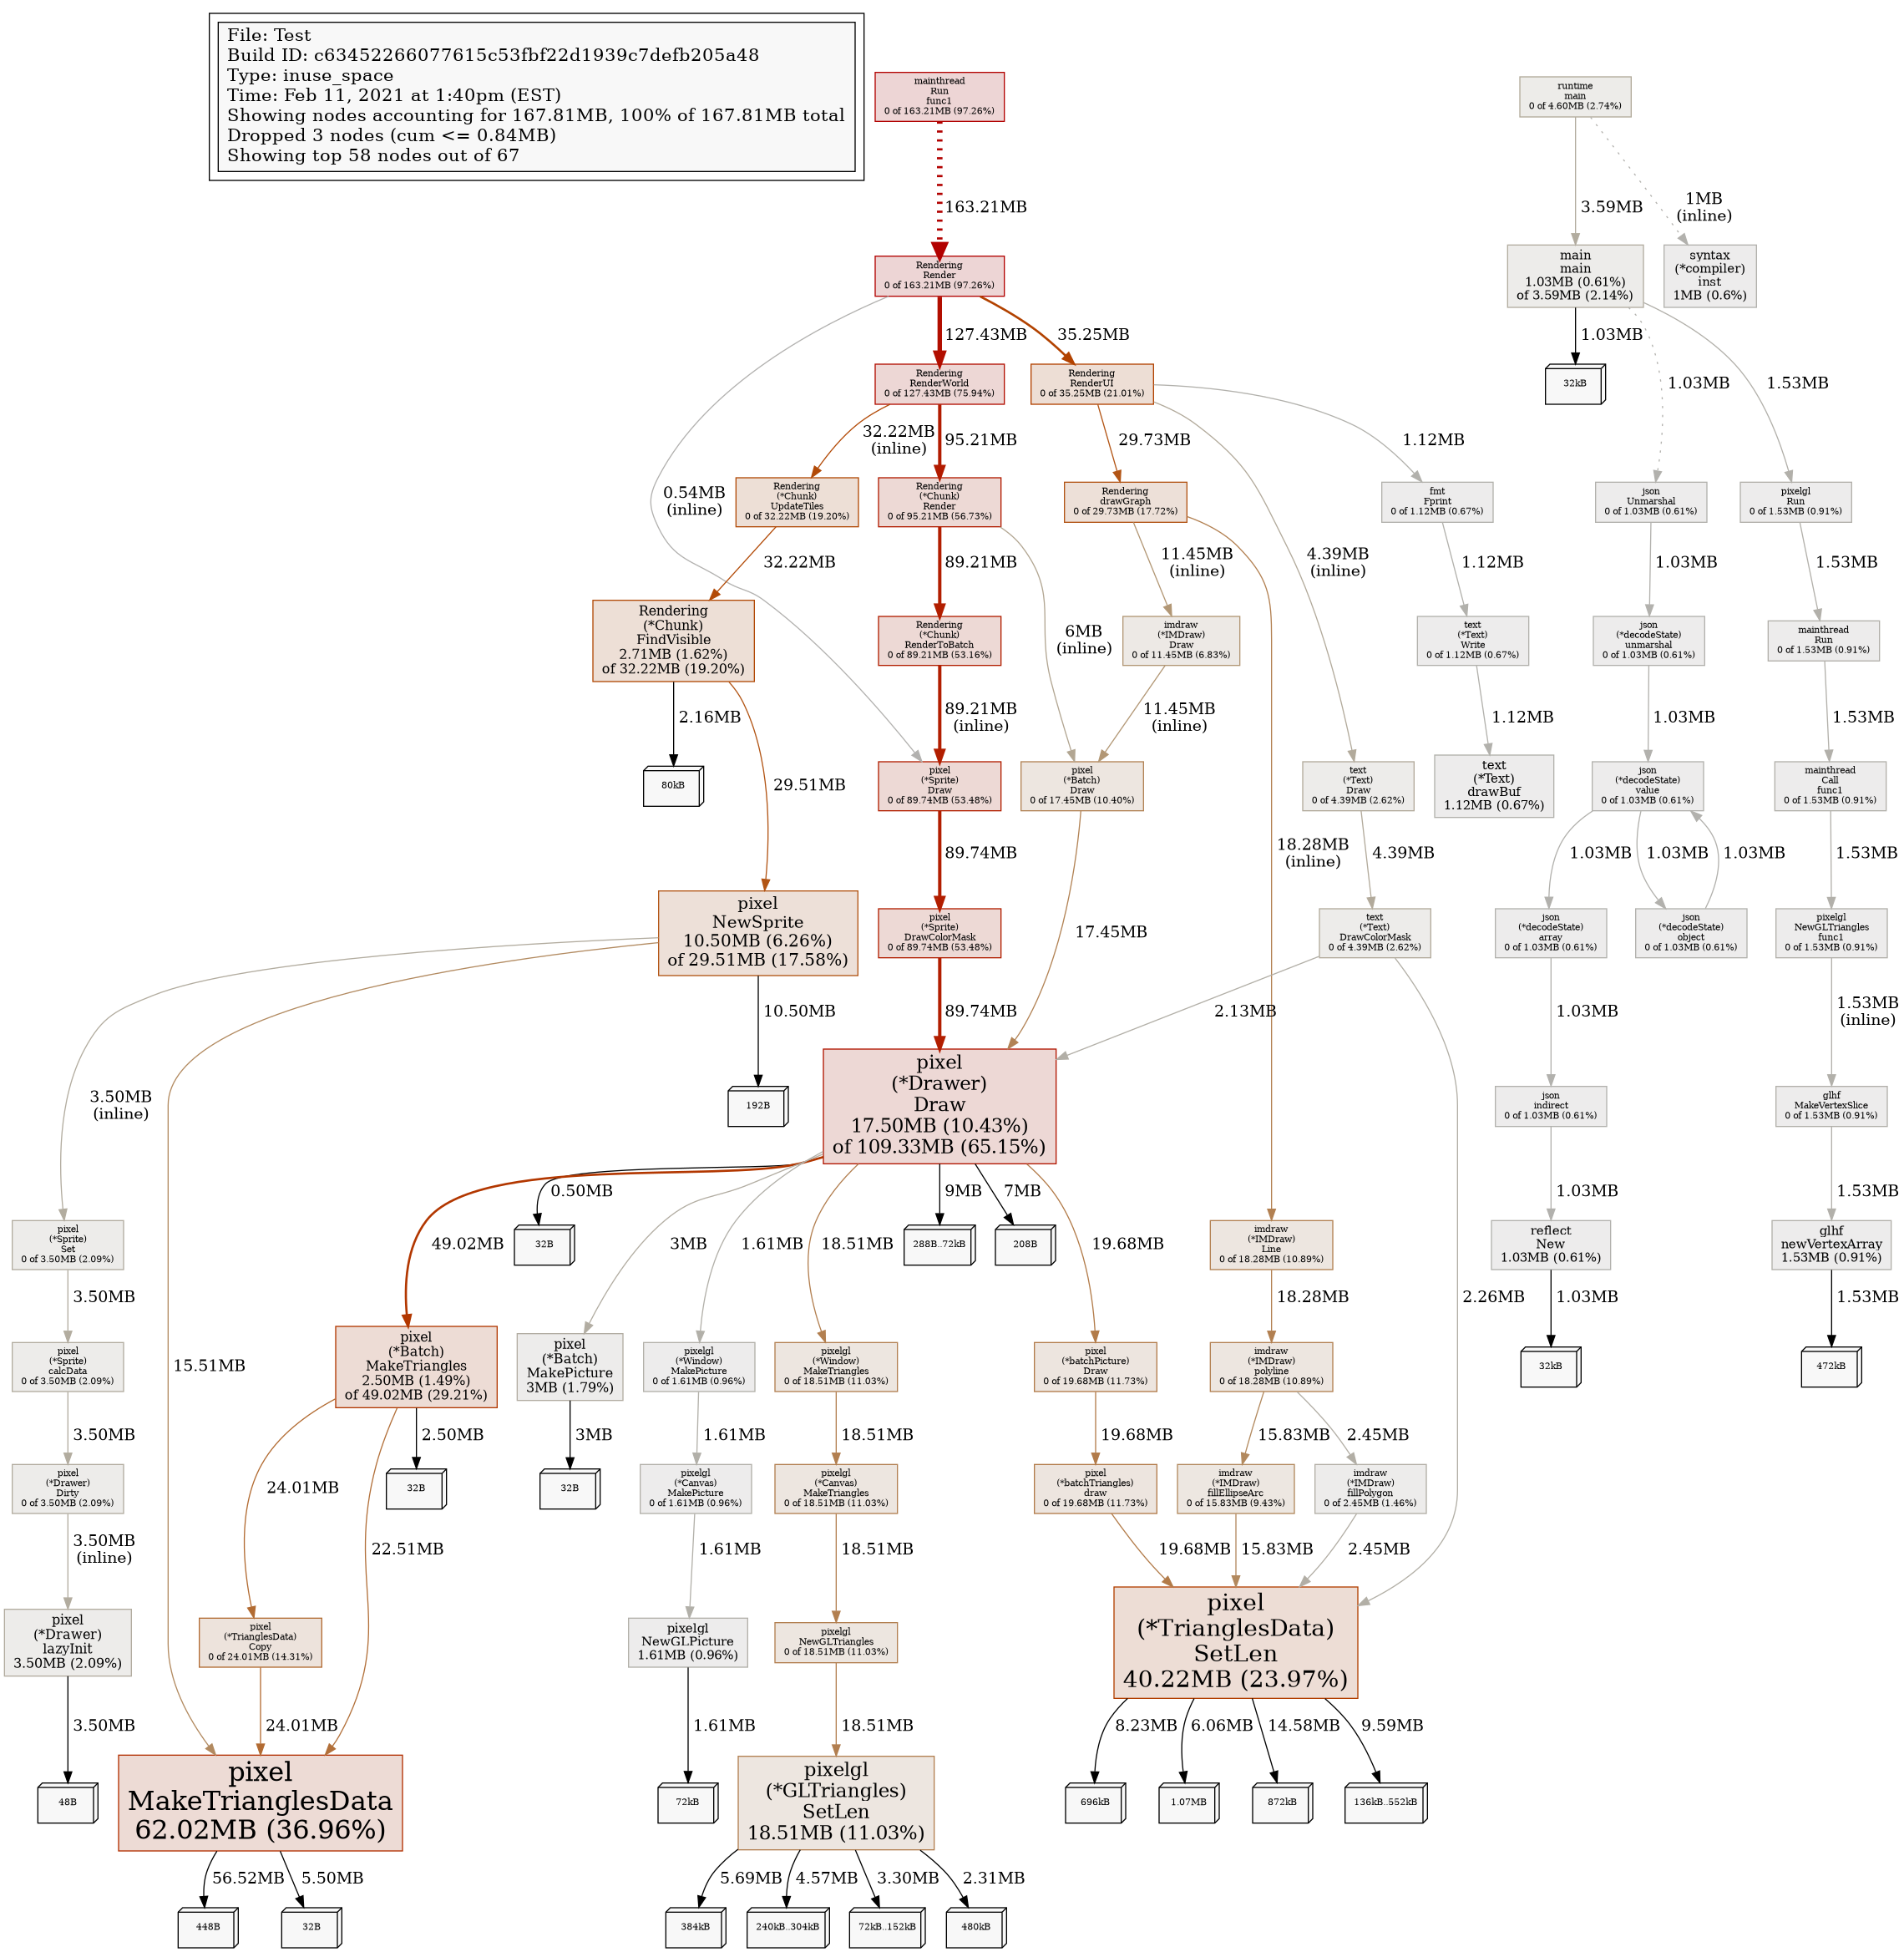 File: Test
Build ID: c63452266077615c53fbf22d1939c7defb205a48
Type: inuse_space
Time: Feb 11, 2021 at 1:40pm (EST)
Showing nodes accounting for 167.81MB, 100% of 167.81MB total
Dropped 3 nodes (cum <= 0.84MB)
Showing top 58 nodes out of 67
mainthread
Run
func1
0 of 163.21MB (97.26%)
runtime
main
0 of 4.60MB (2.74%)
163.21MB
3.59MB
1MB
(inline)
Rendering
Render
0 of 163.21MB (97.26%)
main
main
1.03MB (0.61%)
of 3.59MB (2.14%)
syntax
(*compiler)
inst
1MB (0.6%)
127.43MB
35.25MB
1.03MB
Rendering
RenderWorld
0 of 127.43MB (75.94%)
Rendering
RenderUI
0 of 35.25MB (21.01%)
32kB
1.03MB
1.53MB
0.54MB
(inline)
32.22MB
(inline)
95.21MB
29.73MB
4.39MB
(inline)
1.12MB
Rendering
(*Chunk)
UpdateTiles
0 of 32.22MB (19.20%)
Rendering
(*Chunk)
Render
0 of 95.21MB (56.73%)
Rendering
drawGraph
0 of 29.73MB (17.72%)
fmt
Fprint
0 of 1.12MB (0.67%)
json
Unmarshal
0 of 1.03MB (0.61%)
pixelgl
Run
0 of 1.53MB (0.91%)
32.22MB
89.21MB
11.45MB
(inline)
1.12MB
1.03MB
1.53MB
Rendering
(*Chunk)
FindVisible
2.71MB (1.62%)
of 32.22MB (19.20%)
Rendering
(*Chunk)
RenderToBatch
0 of 89.21MB (53.16%)
6MB
(inline)
imdraw
(*IMDraw)
Draw
0 of 11.45MB (6.83%)
text
(*Text)
Write
0 of 1.12MB (0.67%)
json
(*decodeState)
unmarshal
0 of 1.03MB (0.61%)
mainthread
Run
0 of 1.53MB (0.91%)
2.16MB
29.51MB
89.21MB
(inline)
11.45MB
(inline)
1.12MB
1.03MB
1.53MB
80kB
pixel
(*Sprite)
Draw
0 of 89.74MB (53.48%)
pixel
(*Batch)
Draw
0 of 17.45MB (10.40%)
18.28MB
(inline)
text
(*Text)
Draw
0 of 4.39MB (2.62%)
text
(*Text)
drawBuf
1.12MB (0.67%)
json
(*decodeState)
value
0 of 1.03MB (0.61%)
mainthread
Call
func1
0 of 1.53MB (0.91%)
89.74MB
17.45MB
4.39MB
1.03MB
1.03MB
1.03MB
1.53MB
pixel
NewSprite
10.50MB (6.26%)
of 29.51MB (17.58%)
pixel
(*Sprite)
DrawColorMask
0 of 89.74MB (53.48%)
text
(*Text)
DrawColorMask
0 of 4.39MB (2.62%)
json
(*decodeState)
array
0 of 1.03MB (0.61%)
json
(*decodeState)
object
0 of 1.03MB (0.61%)
pixelgl
NewGLTriangles
func1
0 of 1.53MB (0.91%)
3.50MB
(inline)
15.51MB
10.50MB
89.74MB
2.13MB
2.26MB
1.03MB
1.53MB
(inline)
192B
pixel
(*Drawer)
Draw
17.50MB (10.43%)
of 109.33MB (65.15%)
json
indirect
0 of 1.03MB (0.61%)
glhf
MakeVertexSlice
0 of 1.53MB (0.91%)
49.02MB
0.50MB
3MB
1.61MB
18.51MB
9MB
7MB
19.68MB
1.03MB
1.53MB
pixel
(*Sprite)
Set
0 of 3.50MB (2.09%)
32B
288B..72kB
208B
imdraw
(*IMDraw)
Line
0 of 18.28MB (10.89%)
reflect
New
1.03MB (0.61%)
glhf
newVertexArray
1.53MB (0.91%)
3.50MB
18.28MB
1.03MB
1.53MB
pixel
(*Sprite)
calcData
0 of 3.50MB (2.09%)
pixel
(*Batch)
MakeTriangles
2.50MB (1.49%)
of 49.02MB (29.21%)
pixel
(*Batch)
MakePicture
3MB (1.79%)
pixelgl
(*Window)
MakePicture
0 of 1.61MB (0.96%)
pixelgl
(*Window)
MakeTriangles
0 of 18.51MB (11.03%)
pixel
(*batchPicture)
Draw
0 of 19.68MB (11.73%)
imdraw
(*IMDraw)
polyline
0 of 18.28MB (10.89%)
32kB
472kB
3.50MB
24.01MB
2.50MB
22.51MB
3MB
1.61MB
18.51MB
19.68MB
15.83MB
2.45MB
pixel
(*Drawer)
Dirty
0 of 3.50MB (2.09%)
32B
32B
pixelgl
(*Canvas)
MakePicture
0 of 1.61MB (0.96%)
pixelgl
(*Canvas)
MakeTriangles
0 of 18.51MB (11.03%)
pixel
(*batchTriangles)
draw
0 of 19.68MB (11.73%)
imdraw
(*IMDraw)
fillEllipseArc
0 of 15.83MB (9.43%)
imdraw
(*IMDraw)
fillPolygon
0 of 2.45MB (1.46%)
3.50MB
(inline)
1.61MB
18.51MB
19.68MB
15.83MB
2.45MB
pixel
(*Drawer)
lazyInit
3.50MB (2.09%)
pixel
(*TrianglesData)
Copy
0 of 24.01MB (14.31%)
pixelgl
NewGLPicture
1.61MB (0.96%)
pixelgl
NewGLTriangles
0 of 18.51MB (11.03%)
pixel
(*TrianglesData)
SetLen
40.22MB (23.97%)
3.50MB
24.01MB
1.61MB
18.51MB
8.23MB
6.06MB
14.58MB
9.59MB
48B
pixel
MakeTrianglesData
62.02MB (36.96%)
72kB
pixelgl
(*GLTriangles)
SetLen
18.51MB (11.03%)
696kB
1.07MB
872kB
136kB..552kB
56.52MB
5.50MB
5.69MB
4.57MB
3.30MB
2.31MB
448B
32B
384kB
240kB..304kB
72kB..152kB
480kB